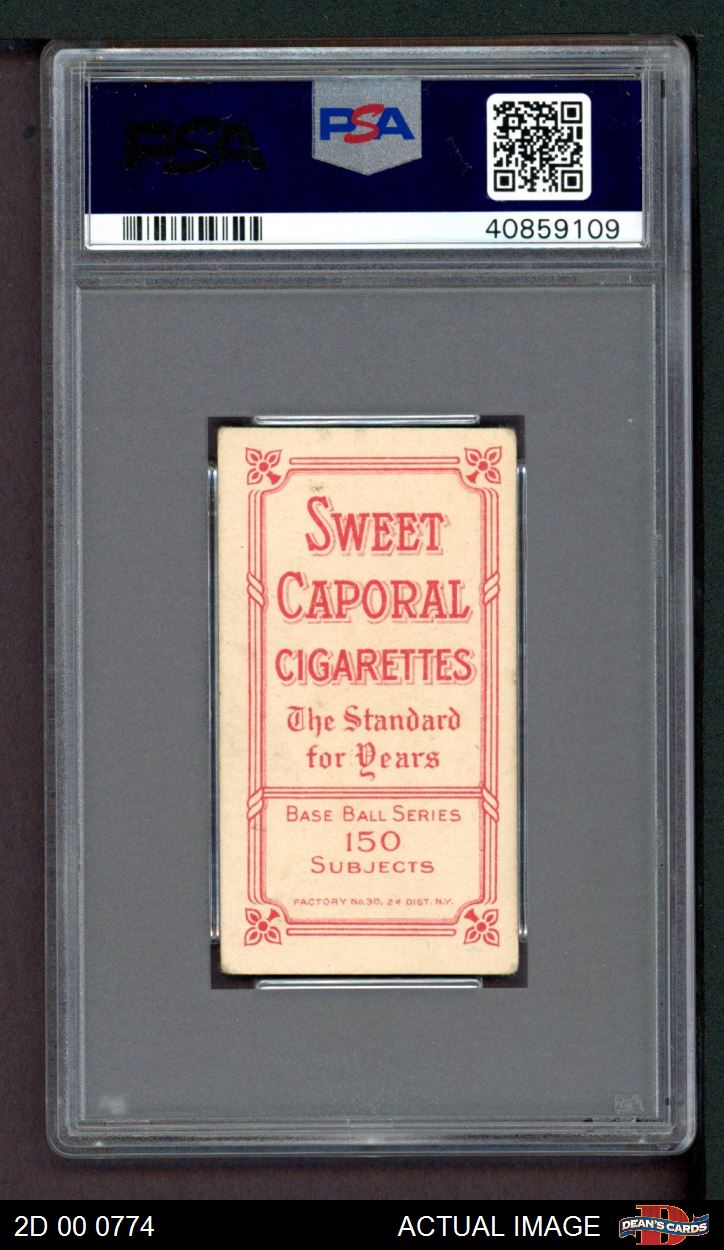 PSA
PSA
40859109
SWEET
CAPORAL
CIGARETTES
The Standard
for Years
BASE BALL SERIES
150
SUBJECTS
FACTORY No. 30, 2d DIST. N.Y.
PSA
2D 00 0774
ACTUAL IMAGE
DEAN'S CARDS